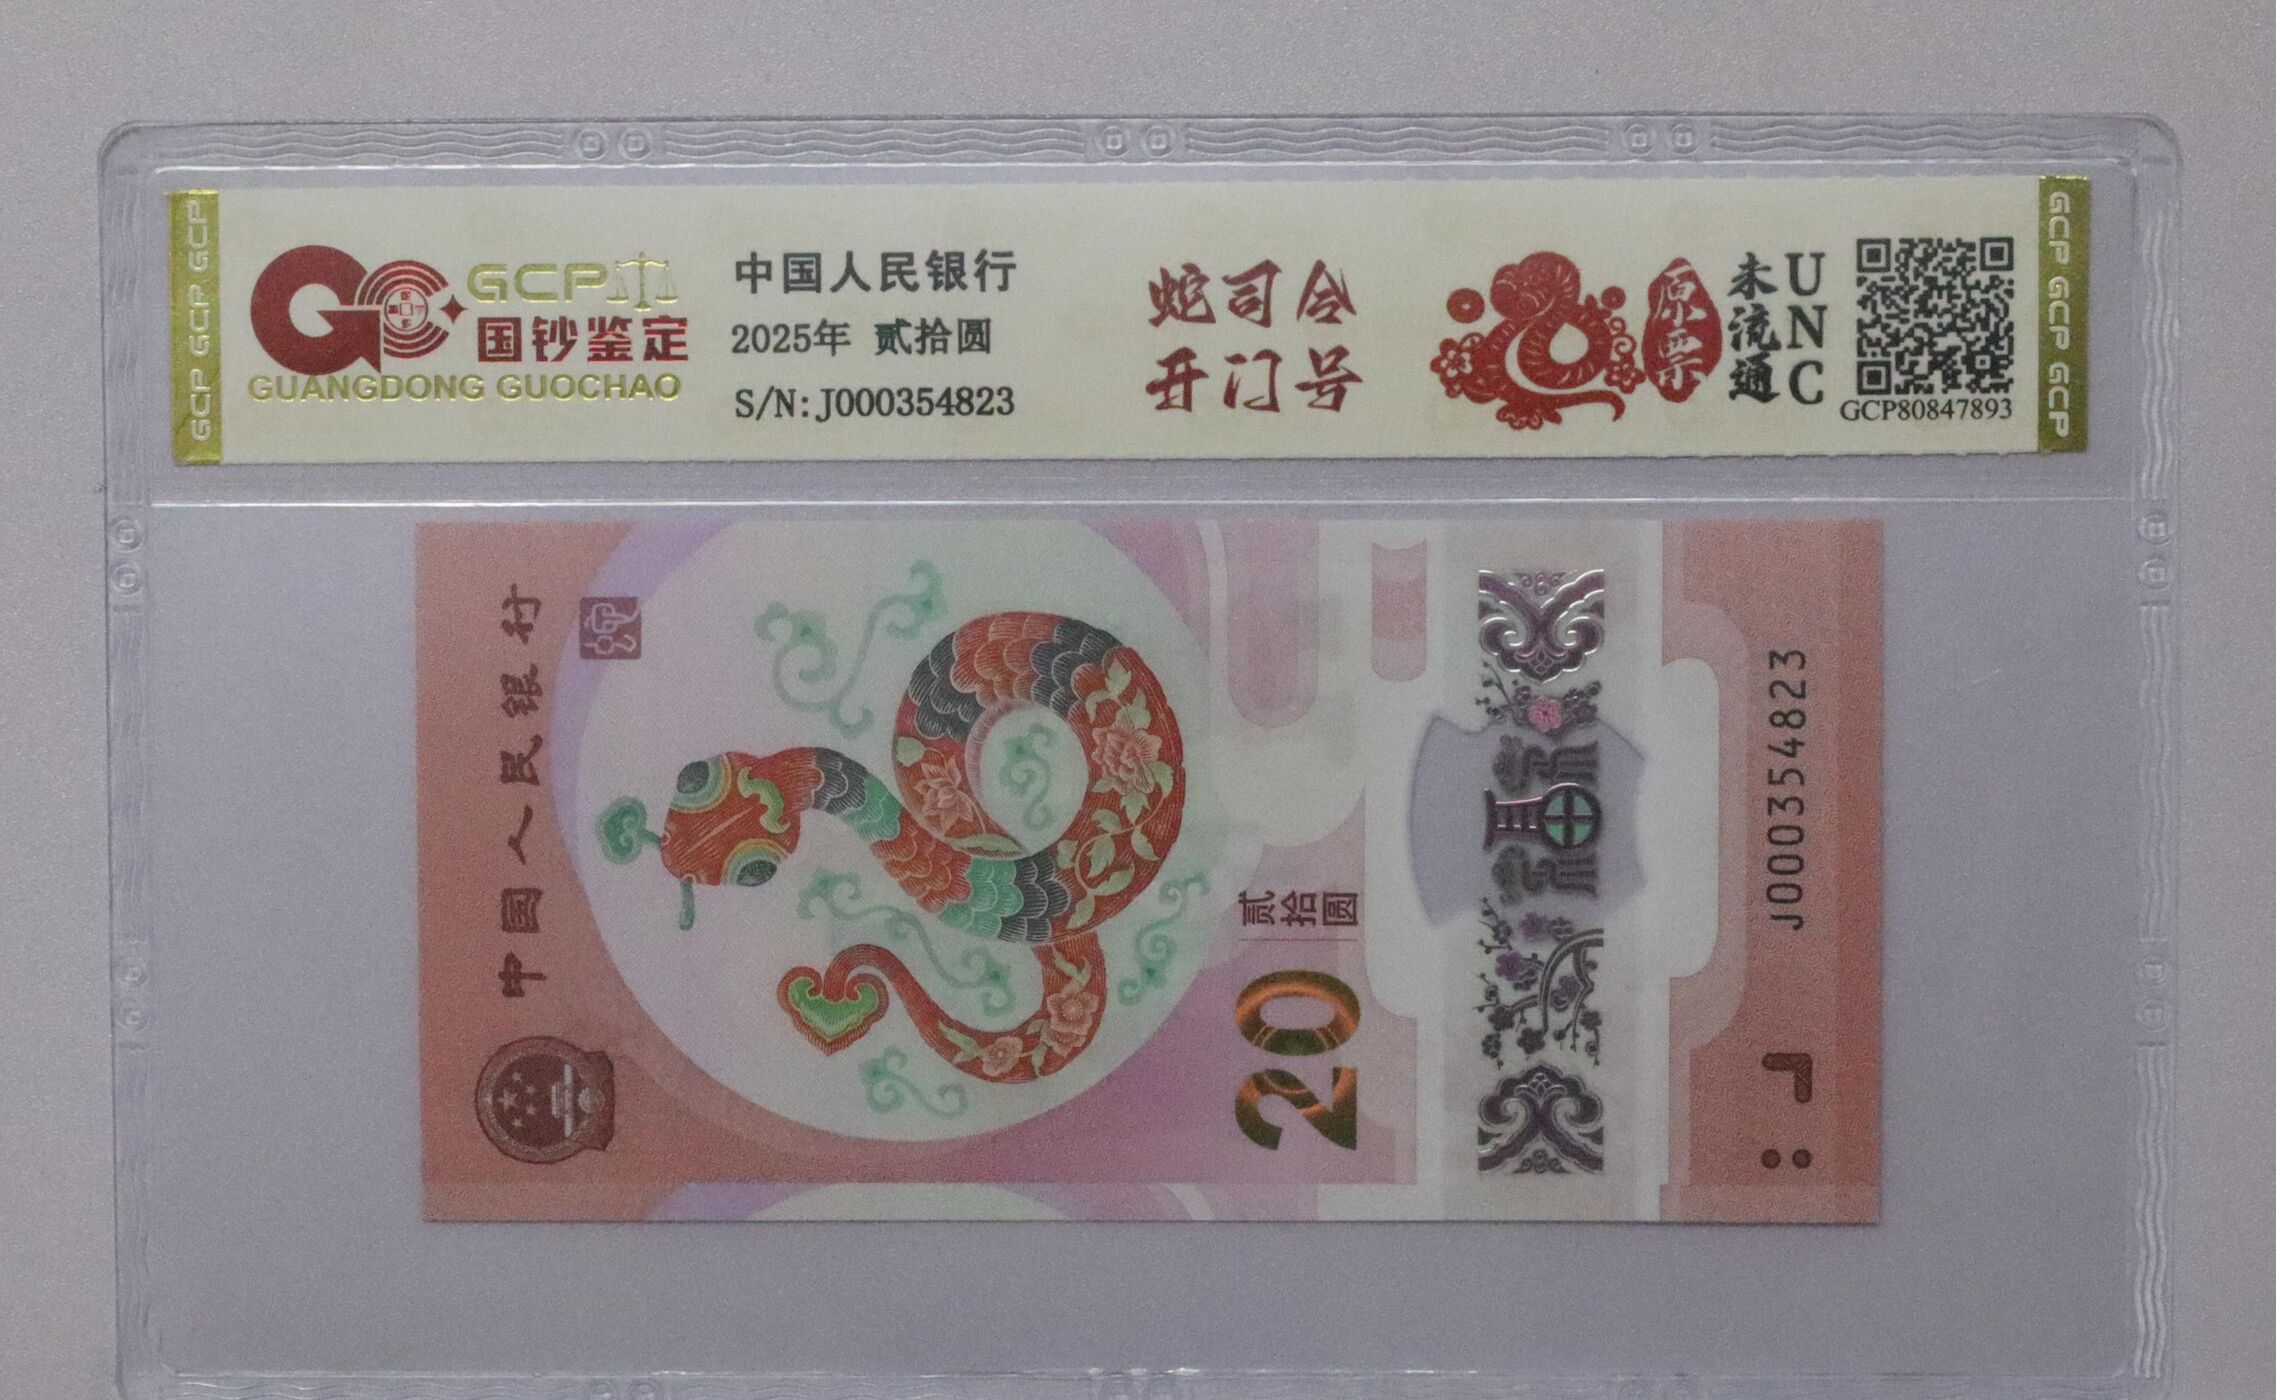 GCP GCP GCP
GCP
国钞鉴定
GUANGDONG GUOCHAO
中国人民银行
2025年 贰拾圆
S/N:J000354823
蛇司令
开门号
原票
未流通
UNC
GCP80847893
GCP GCP GCP
中国人民银行
20
贰拾圆
福
J000354823